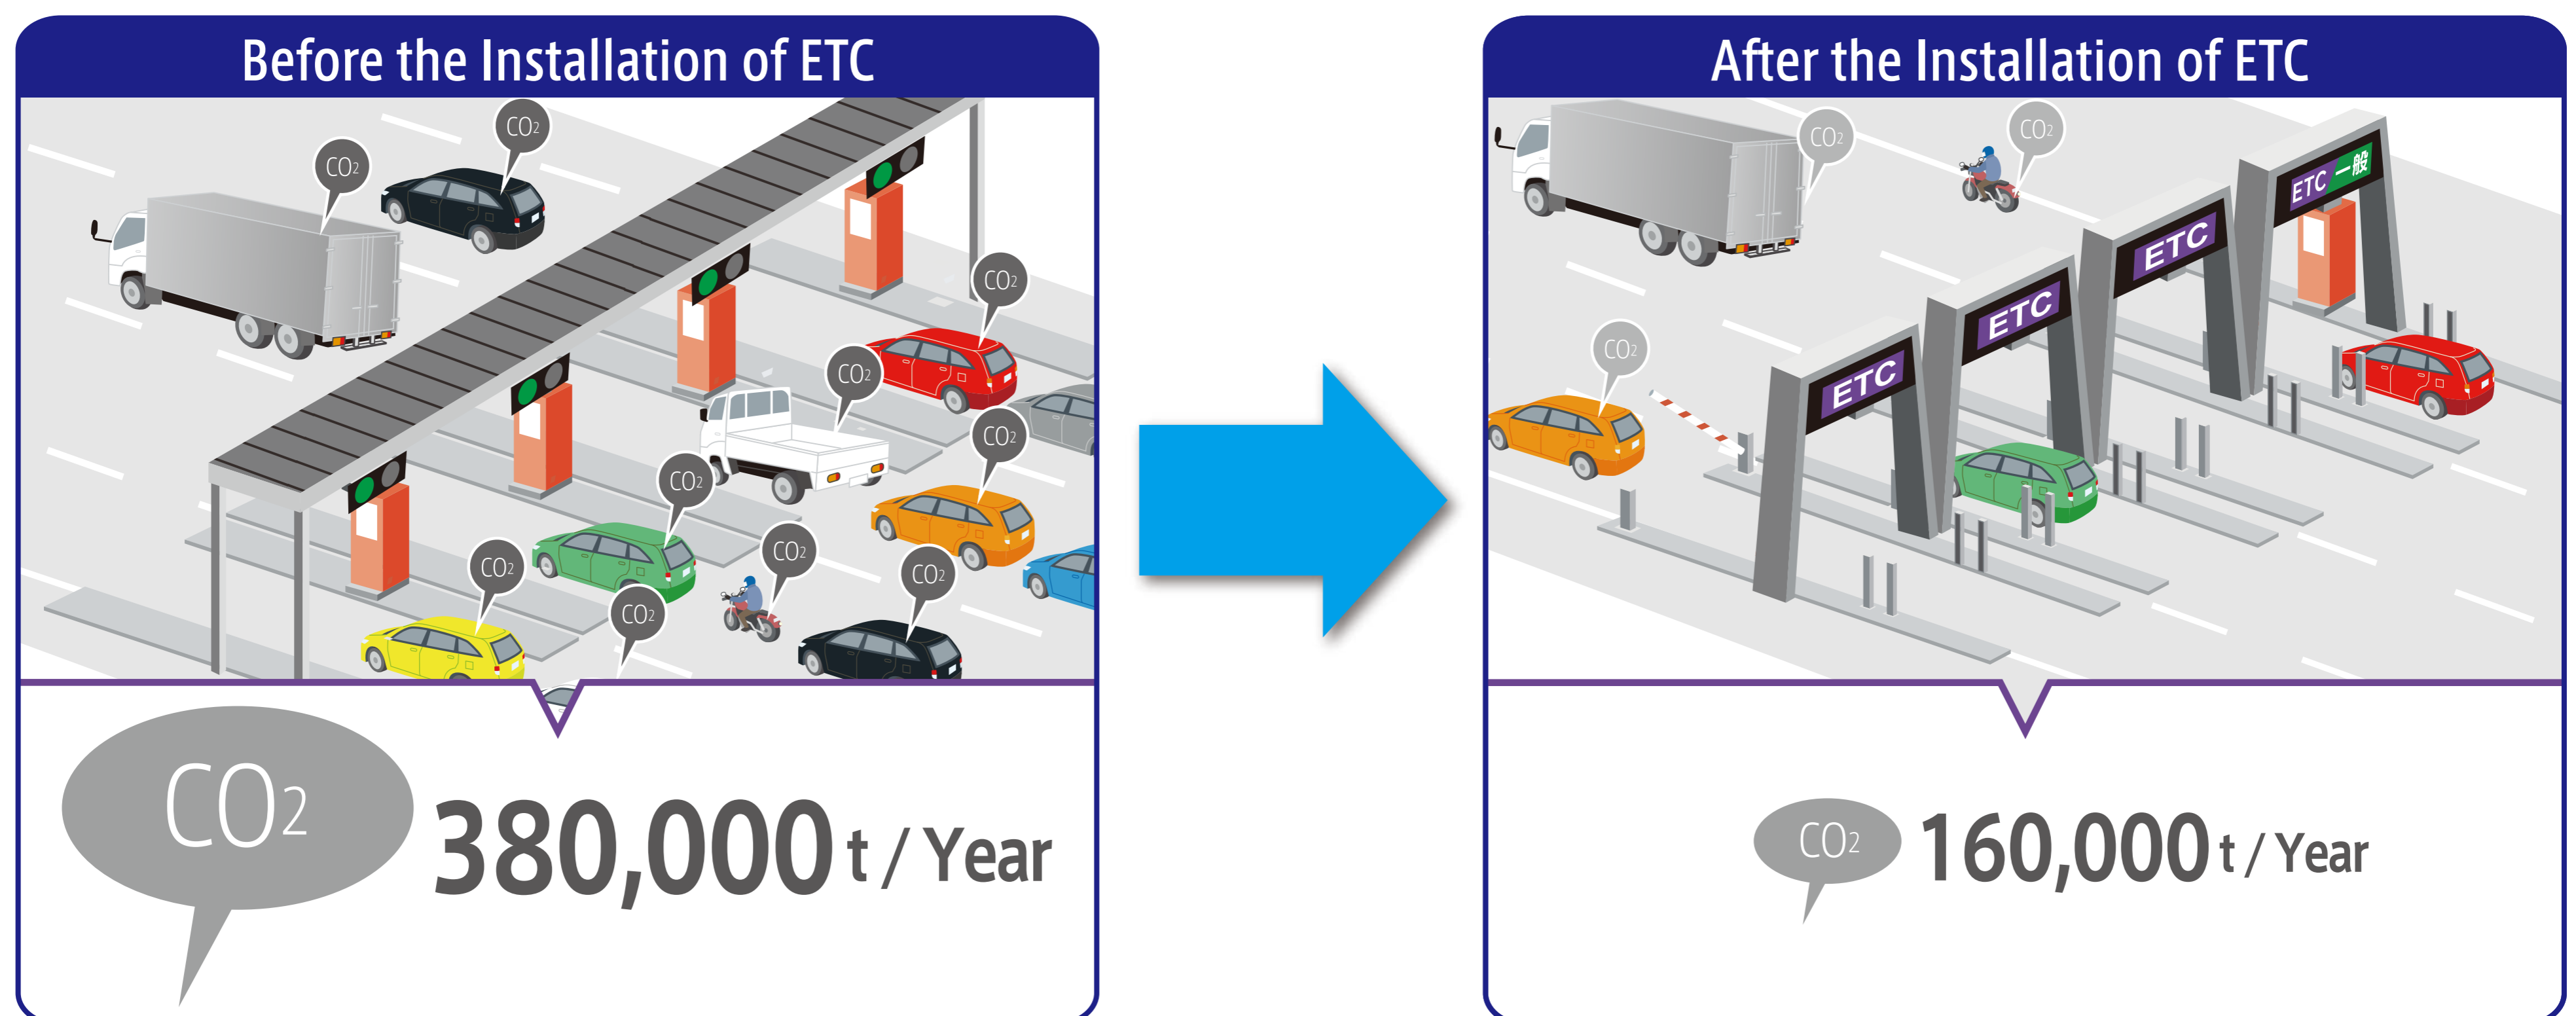 Before the Installation of ETC
CO2
CO2
CO2
CO2
CO2
CO2
CO2
CO2
CO2
CO2
CO2 380,000 t / Year
After the Installation of ETC
CO2
CO2
CO2
ETC 一般
ETC
ETC
ETC
CO2 160,000 t / Year